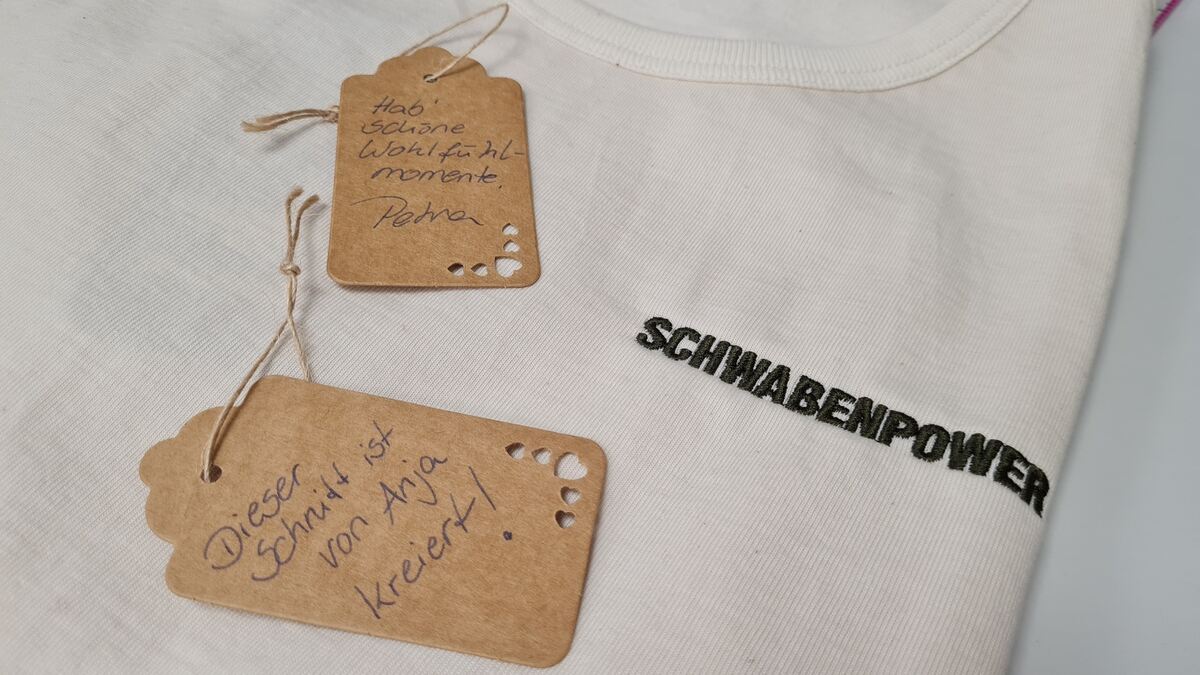 Hab'
schöne
Wohlfühl-
momente.
Petra
SCHWABENPOWER
Dieser
Schnitt ist
von Anja
kreiert!